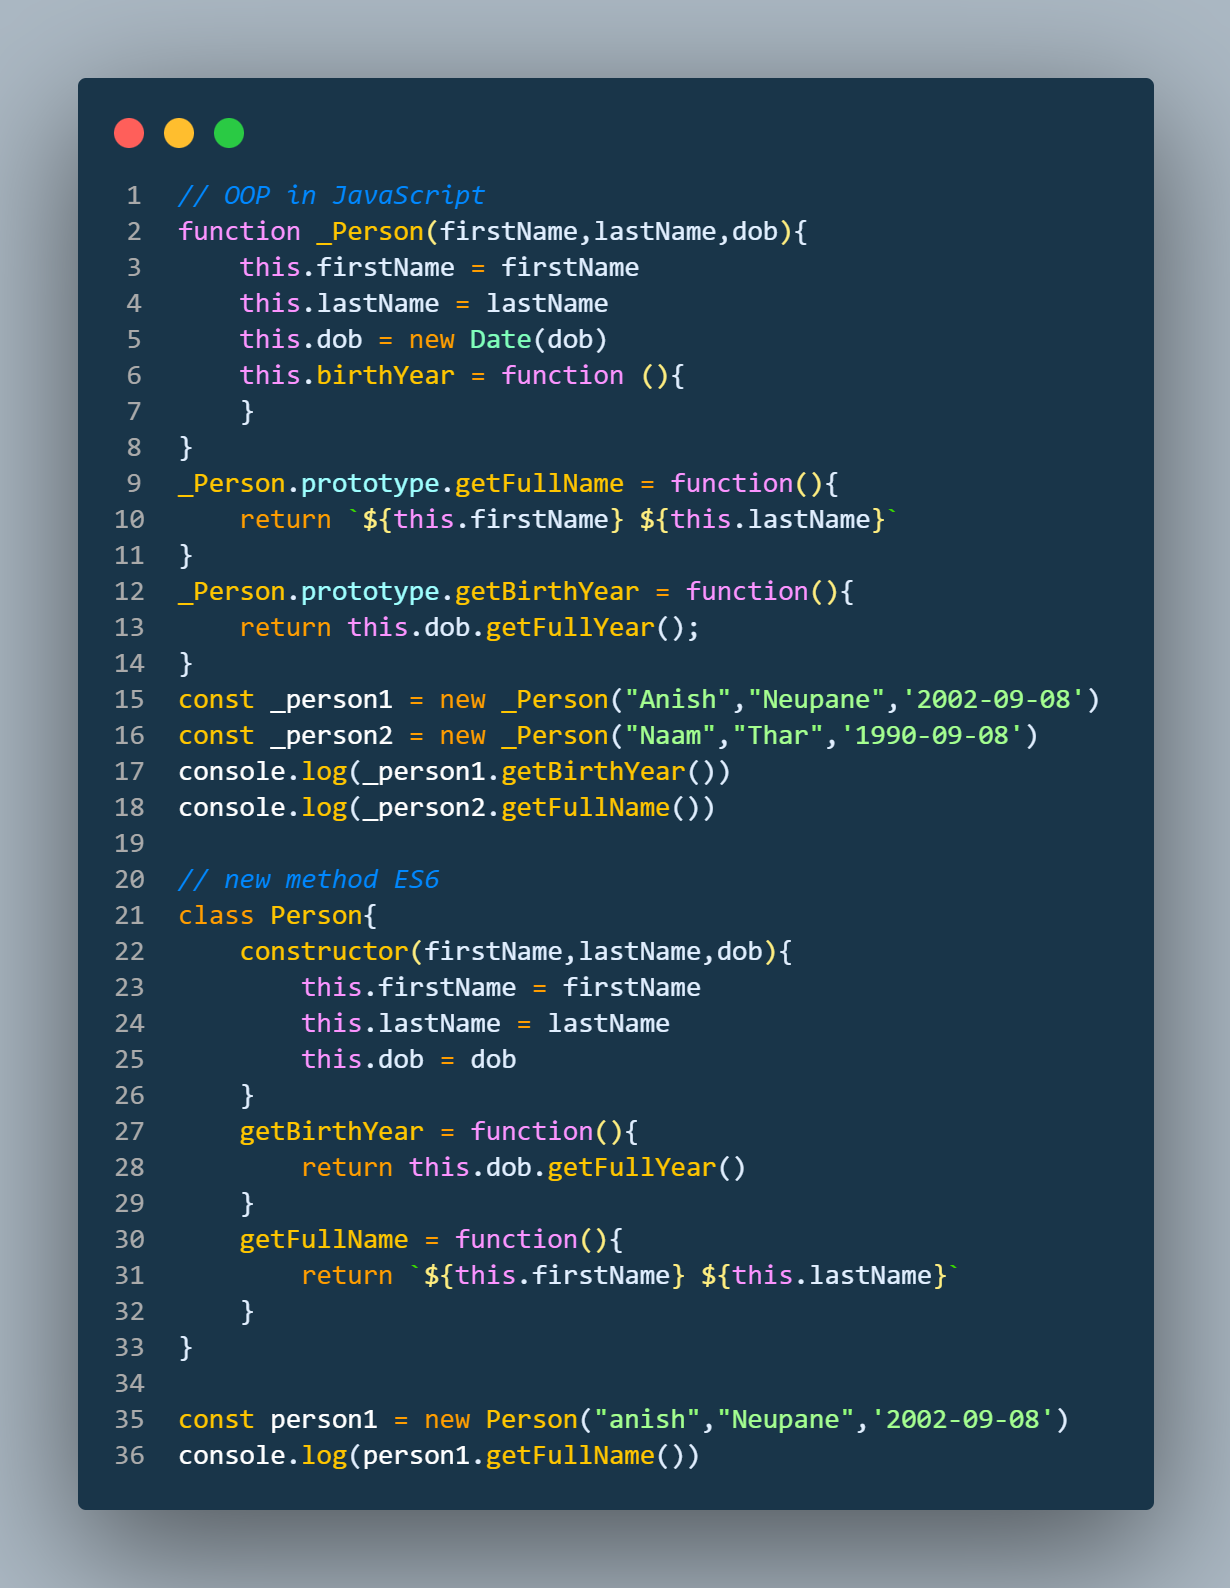 1 // OOP in JavaScript
2 function _Person(firstName,lastName,dob){
3     this.firstName = firstName
4     this.lastName = lastName
5     this.dob = new Date(dob)
6     this.birthYear = function (){
7     }
8 }
9 _Person.prototype.getFullName = function(){
10     return `${this.firstName} ${this.lastName}`
11 }
12 _Person.prototype.getBirthYear = function(){
13     return this.dob.getFullYear();
14 }
15 const _person1 = new _Person("Anish","Neupane",'2002-09-08')
16 const _person2 = new _Person("Naam","Thar",'1990-09-08')
17 console.log(_person1.getBirthYear())
18 console.log(_person2.getFullName())
19
20 // new method ES6
21 class Person{
22     constructor(firstName,lastName,dob){
23         this.firstName = firstName
24         this.lastName = lastName
25         this.dob = dob
26     }
27     getBirthYear = function(){
28         return this.dob.getFullYear()
29     }
30     getFullName = function(){
31         return `${this.firstName} ${this.lastName}`
32     }
33 }
34
35 const person1 = new Person("anish","Neupane",'2002-09-08')
36 console.log(person1.getFullName())